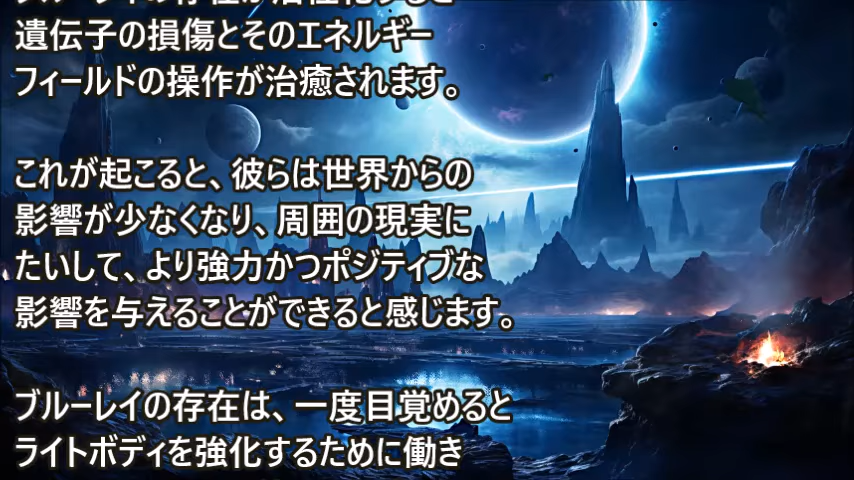 遺伝子の損傷とそのエネルギー
フィールドの操作が治癒されます。
これが起こると、彼らは世界からの
影響が少なくなり、周囲の現実に
たいして、より強力かつポジティブな
影響を与えることができると感じます。
ブルーレイの存在は、一度目覚めると
ライトボディを強化するために働き